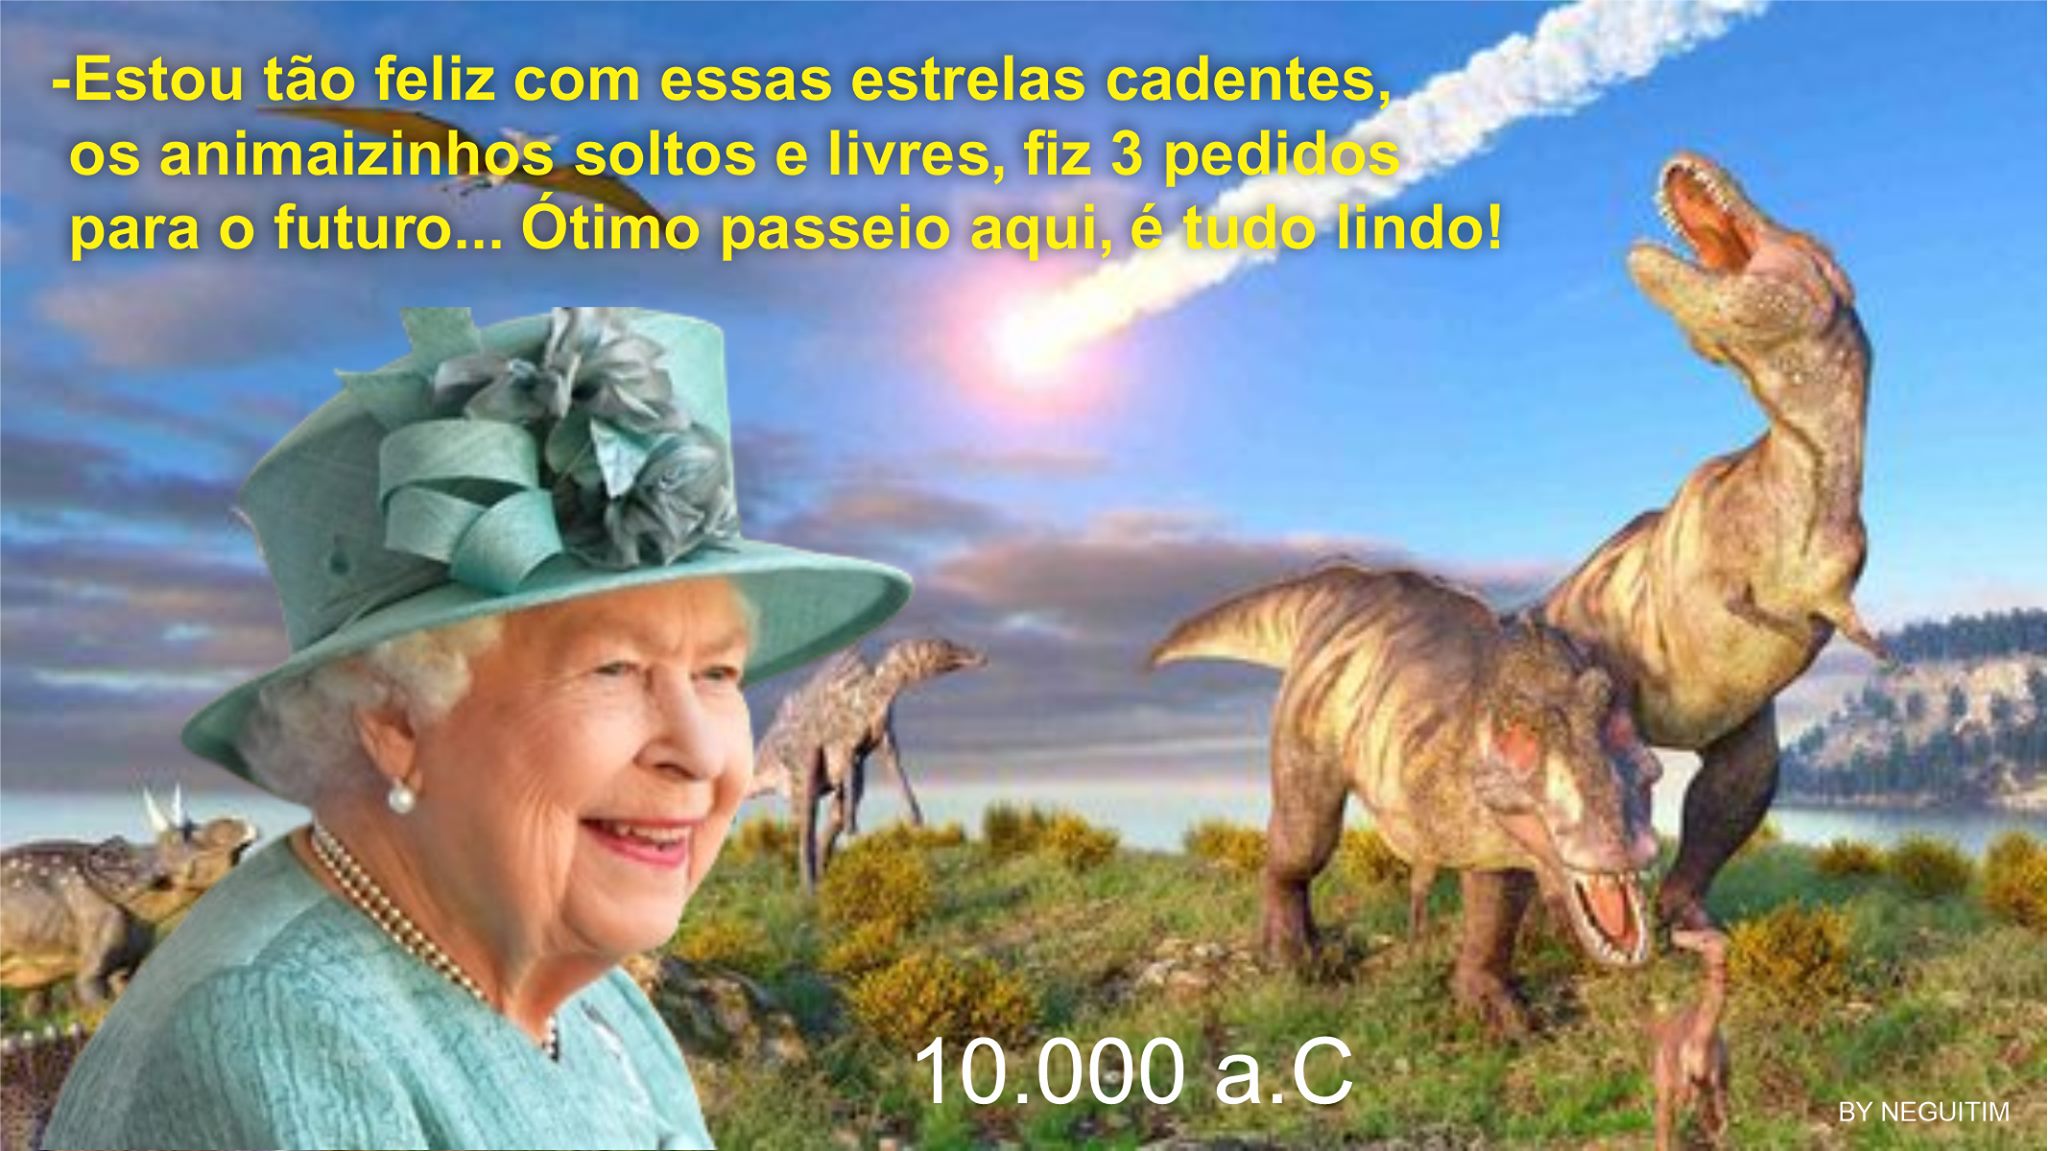 -Estou tão feliz com essas estrelas cadentes,
os animaizinhos soltos e livres, fiz 3 pedidos
para o futuro... Ótimo passeio aqui, é tudo lindo!
10.000 a.C
BY NEGUITIM